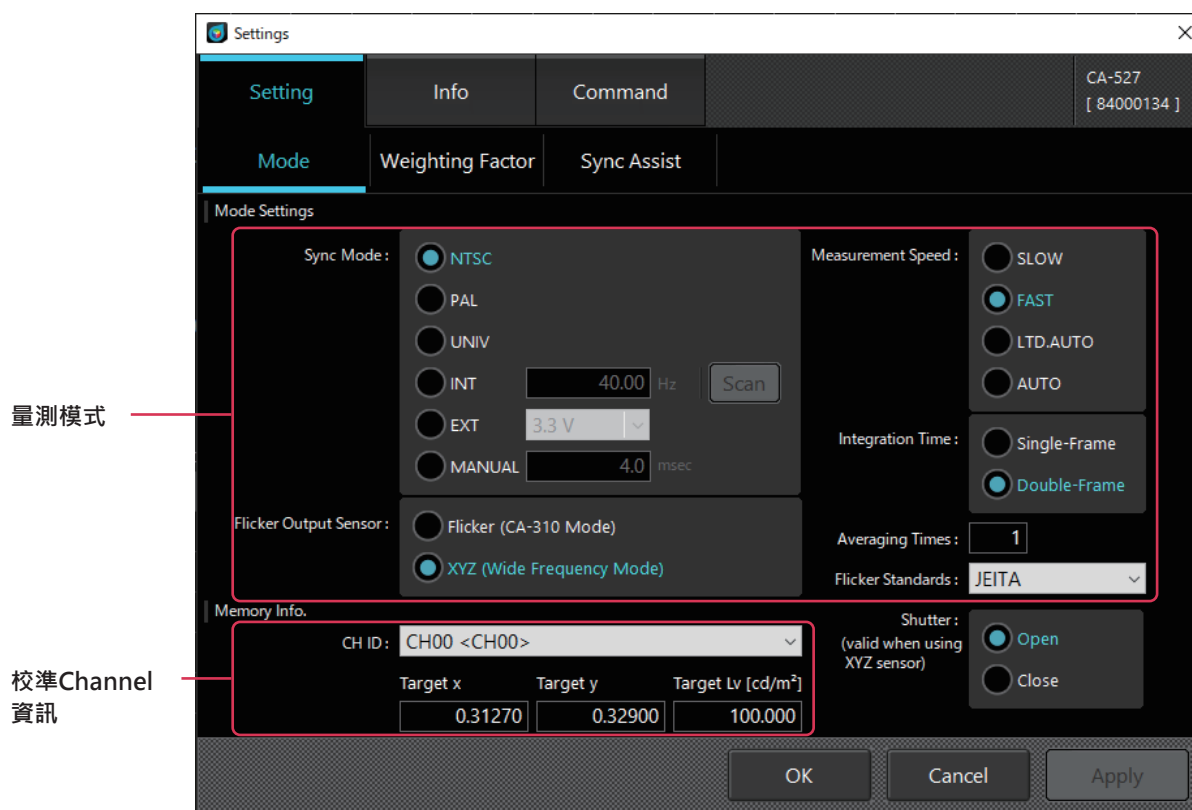 Settings
Setting
Info
Command
CA-527
[ 84000134 ]
Mode
Weighting Factor
Sync Assist
Mode Settings
Sync Mode :
NTSC
PAL
UNIV
INT 40.00 Hz Scan
EXT 3.3 V
MANUAL 4.0 msec
Flicker Output Sensor :
Flicker (CA-310 Mode)
XYZ (Wide Frequency Mode)
Measurement Speed :
SLOW
FAST
LTD.AUTO
AUTO
Integration Time :
Single-Frame
Double-Frame
Averaging Times : 1
Flicker Standards : JEITA
量測模式
Memory Info.
CH ID : CH00 <CH00>
Target x Target y Target Lv [cd/m²]
0.31270 0.32900 100.000
Shutter :
(valid when using
XYZ sensor)
Open
Close
校準Channel
資訊
OK
Cancel
Apply